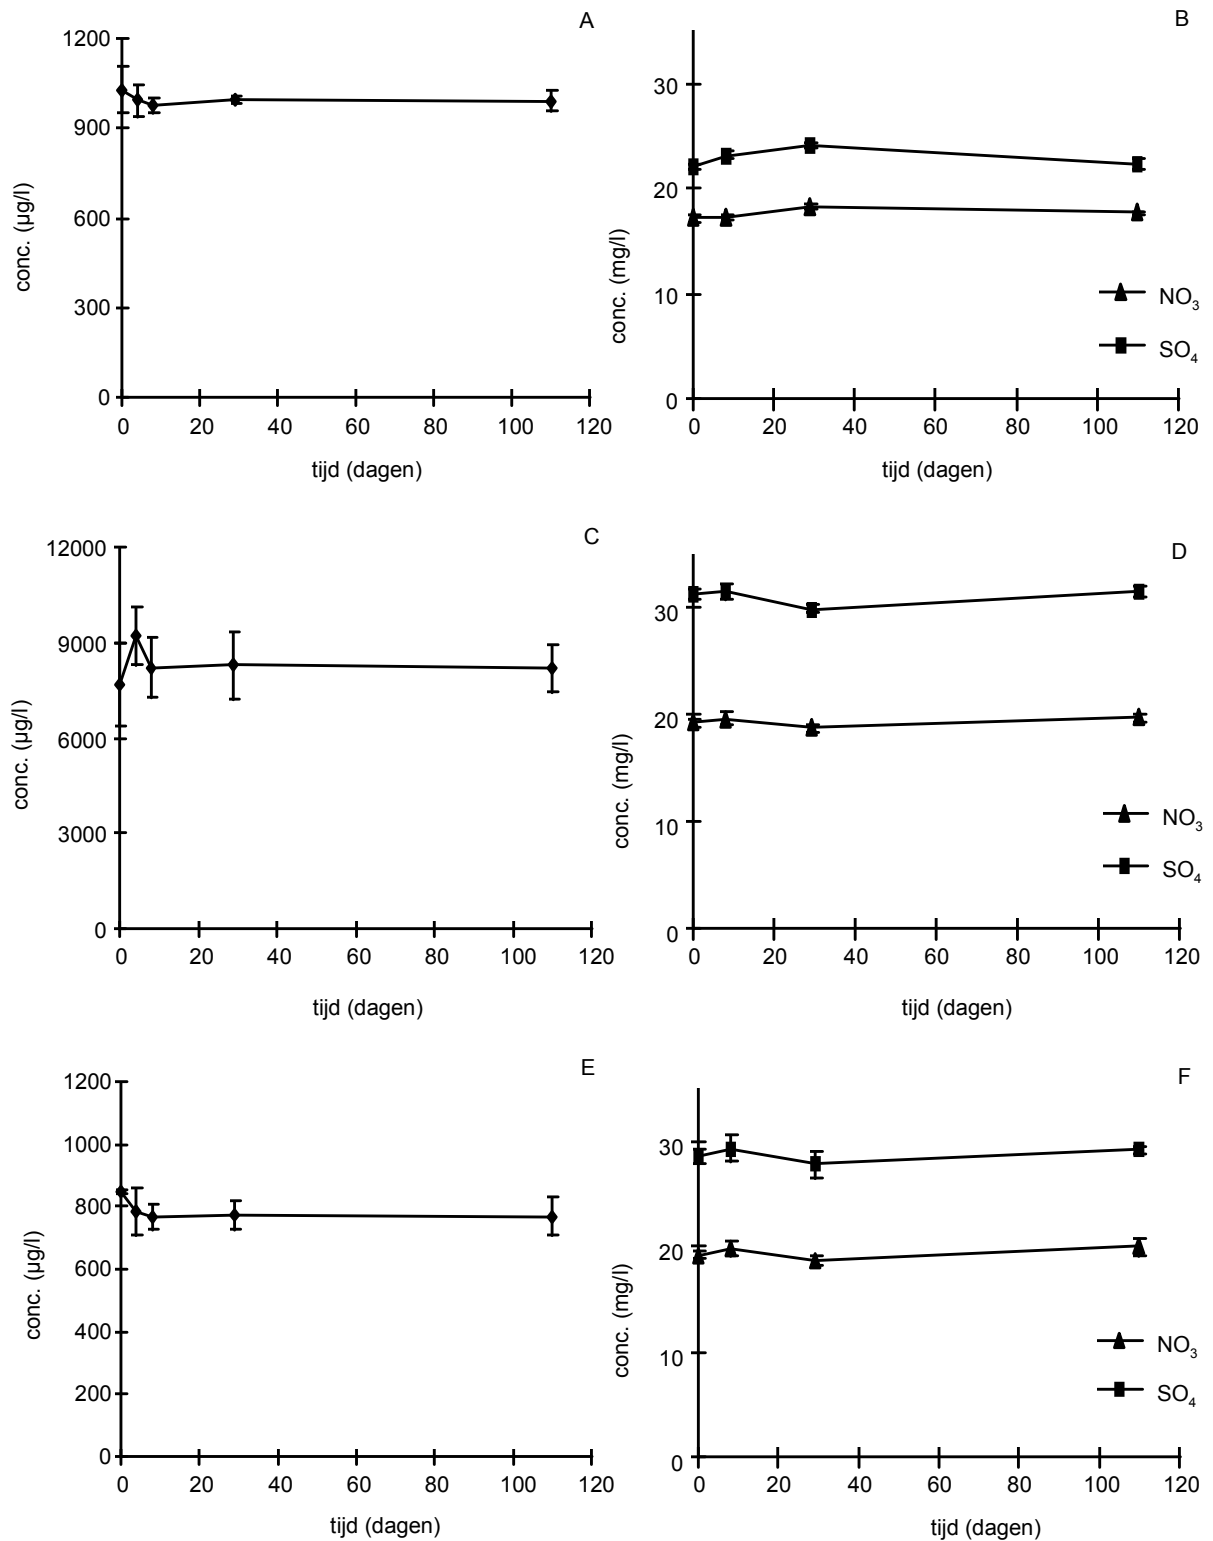 A
1200
900
600
300
0
conc. (µg/l)
0 20 40 60 80 100 120
tijd (dagen)
B
30
20
10
0
conc. (mg/l)
NO3
SO4
0 20 40 60 80 100 120
tijd (dagen)
C
12000
9000
6000
3000
0
conc. (µg/l)
0 20 40 60 80 100 120
tijd (dagen)
D
30
20
10
0
conc. (mg/l)
NO3
SO4
0 20 40 60 80 100 120
tijd (dagen)
E
1200
1000
800
600
400
200
0
conc. (µg/l)
0 20 40 60 80 100 120
tijd (dagen)
F
30
20
10
0
conc. (mg/l)
NO3
SO4
0 20 40 60 80 100 120
tijd (dagen)